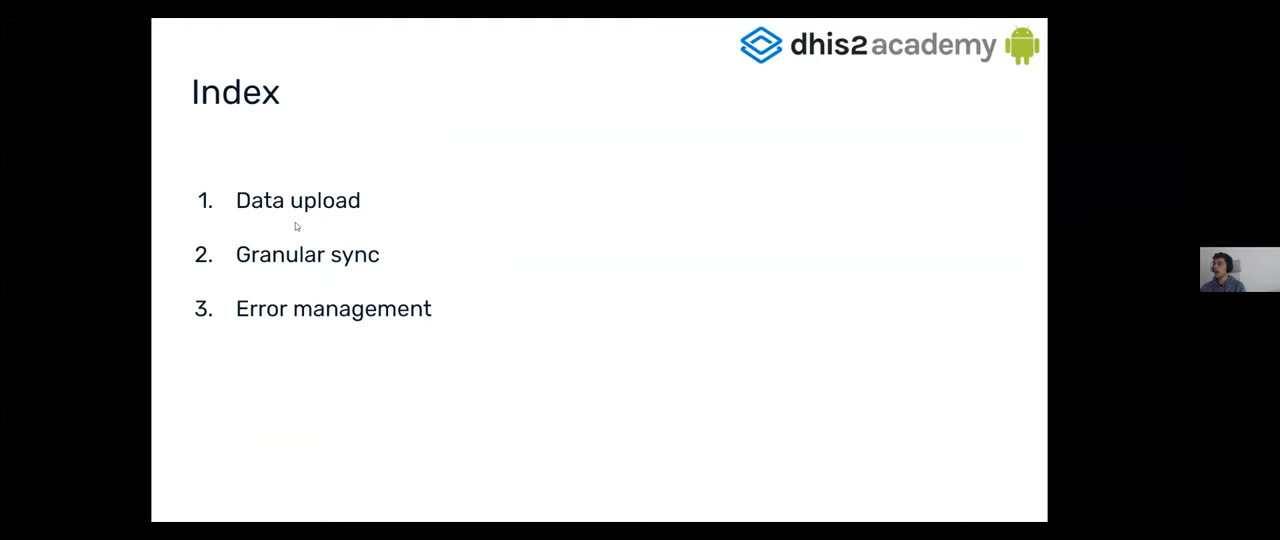 dhis2 academy
Index
1. Data upload
2. Granular sync
3. Error management